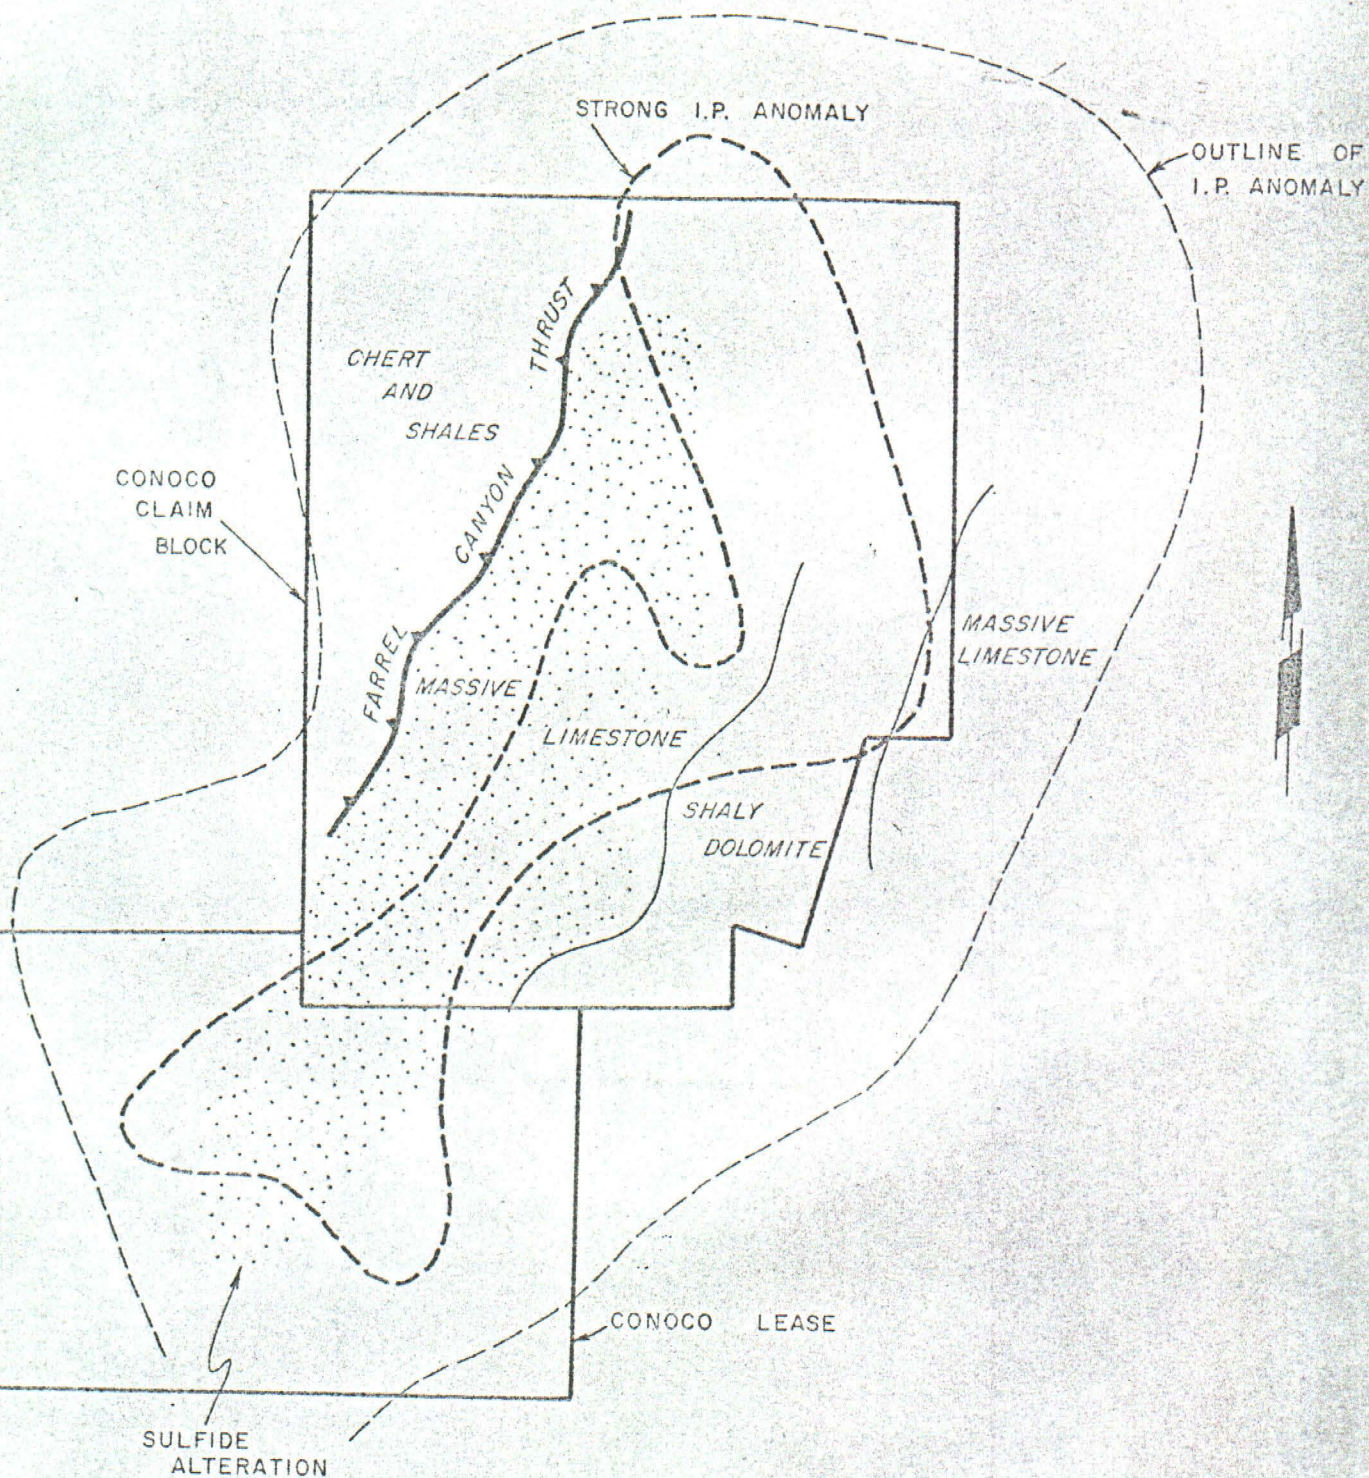 STRONG I.P. ANOMALY
OUTLINE OF
I.P. ANOMALY
CHERT
AND
SHALES
FARREL CANYON THRUST
CONOCO
CLAIM
BLOCK
MASSIVE
LIMESTONE
MASSIVE
LIMESTONE
SHALY
DOLOMITE
CONOCO LEASE
SULFIDE
ALTERATION